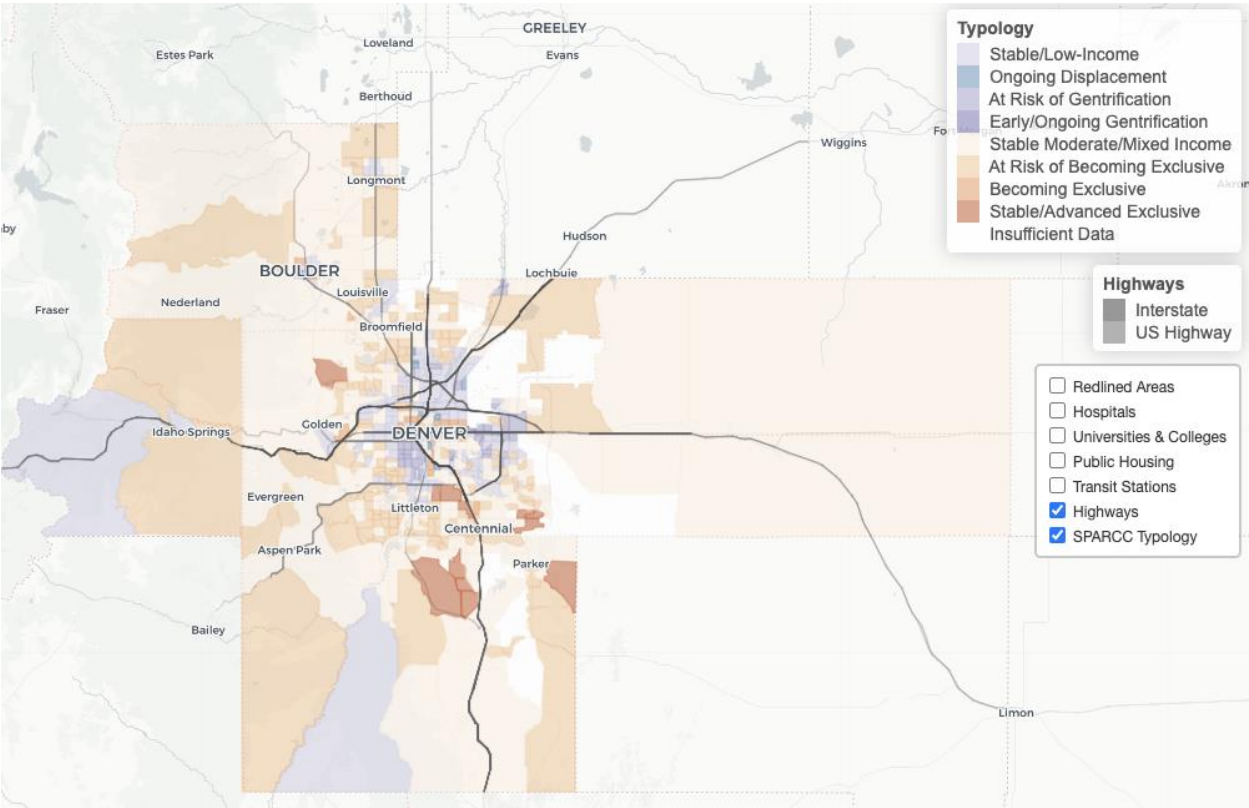 GREELEY
Loveland
Estes Park
Evans
Berthoud
Wiggins
Longmont
Hudson
BOULDER
Lochbuie
Louisville
Nederland
Fraser
Broomfield
Golden
Idaho Springs
DENVER
Evergreen
Littleton
Centennial
Aspen Park
Parker
Bailey
Limon
Typology
Stable/Low-Income
Ongoing Displacement
At Risk of Gentrification
Early/Ongoing Gentrification
Stable Moderate/Mixed Income
At Risk of Becoming Exclusive
Becoming Exclusive
Stable/Advanced Exclusive
Insufficient Data
Highways
Interstate
US Highway
Redlined Areas
Hospitals
Universities & Colleges
Public Housing
Transit Stations
Highways
SPARCC Typology